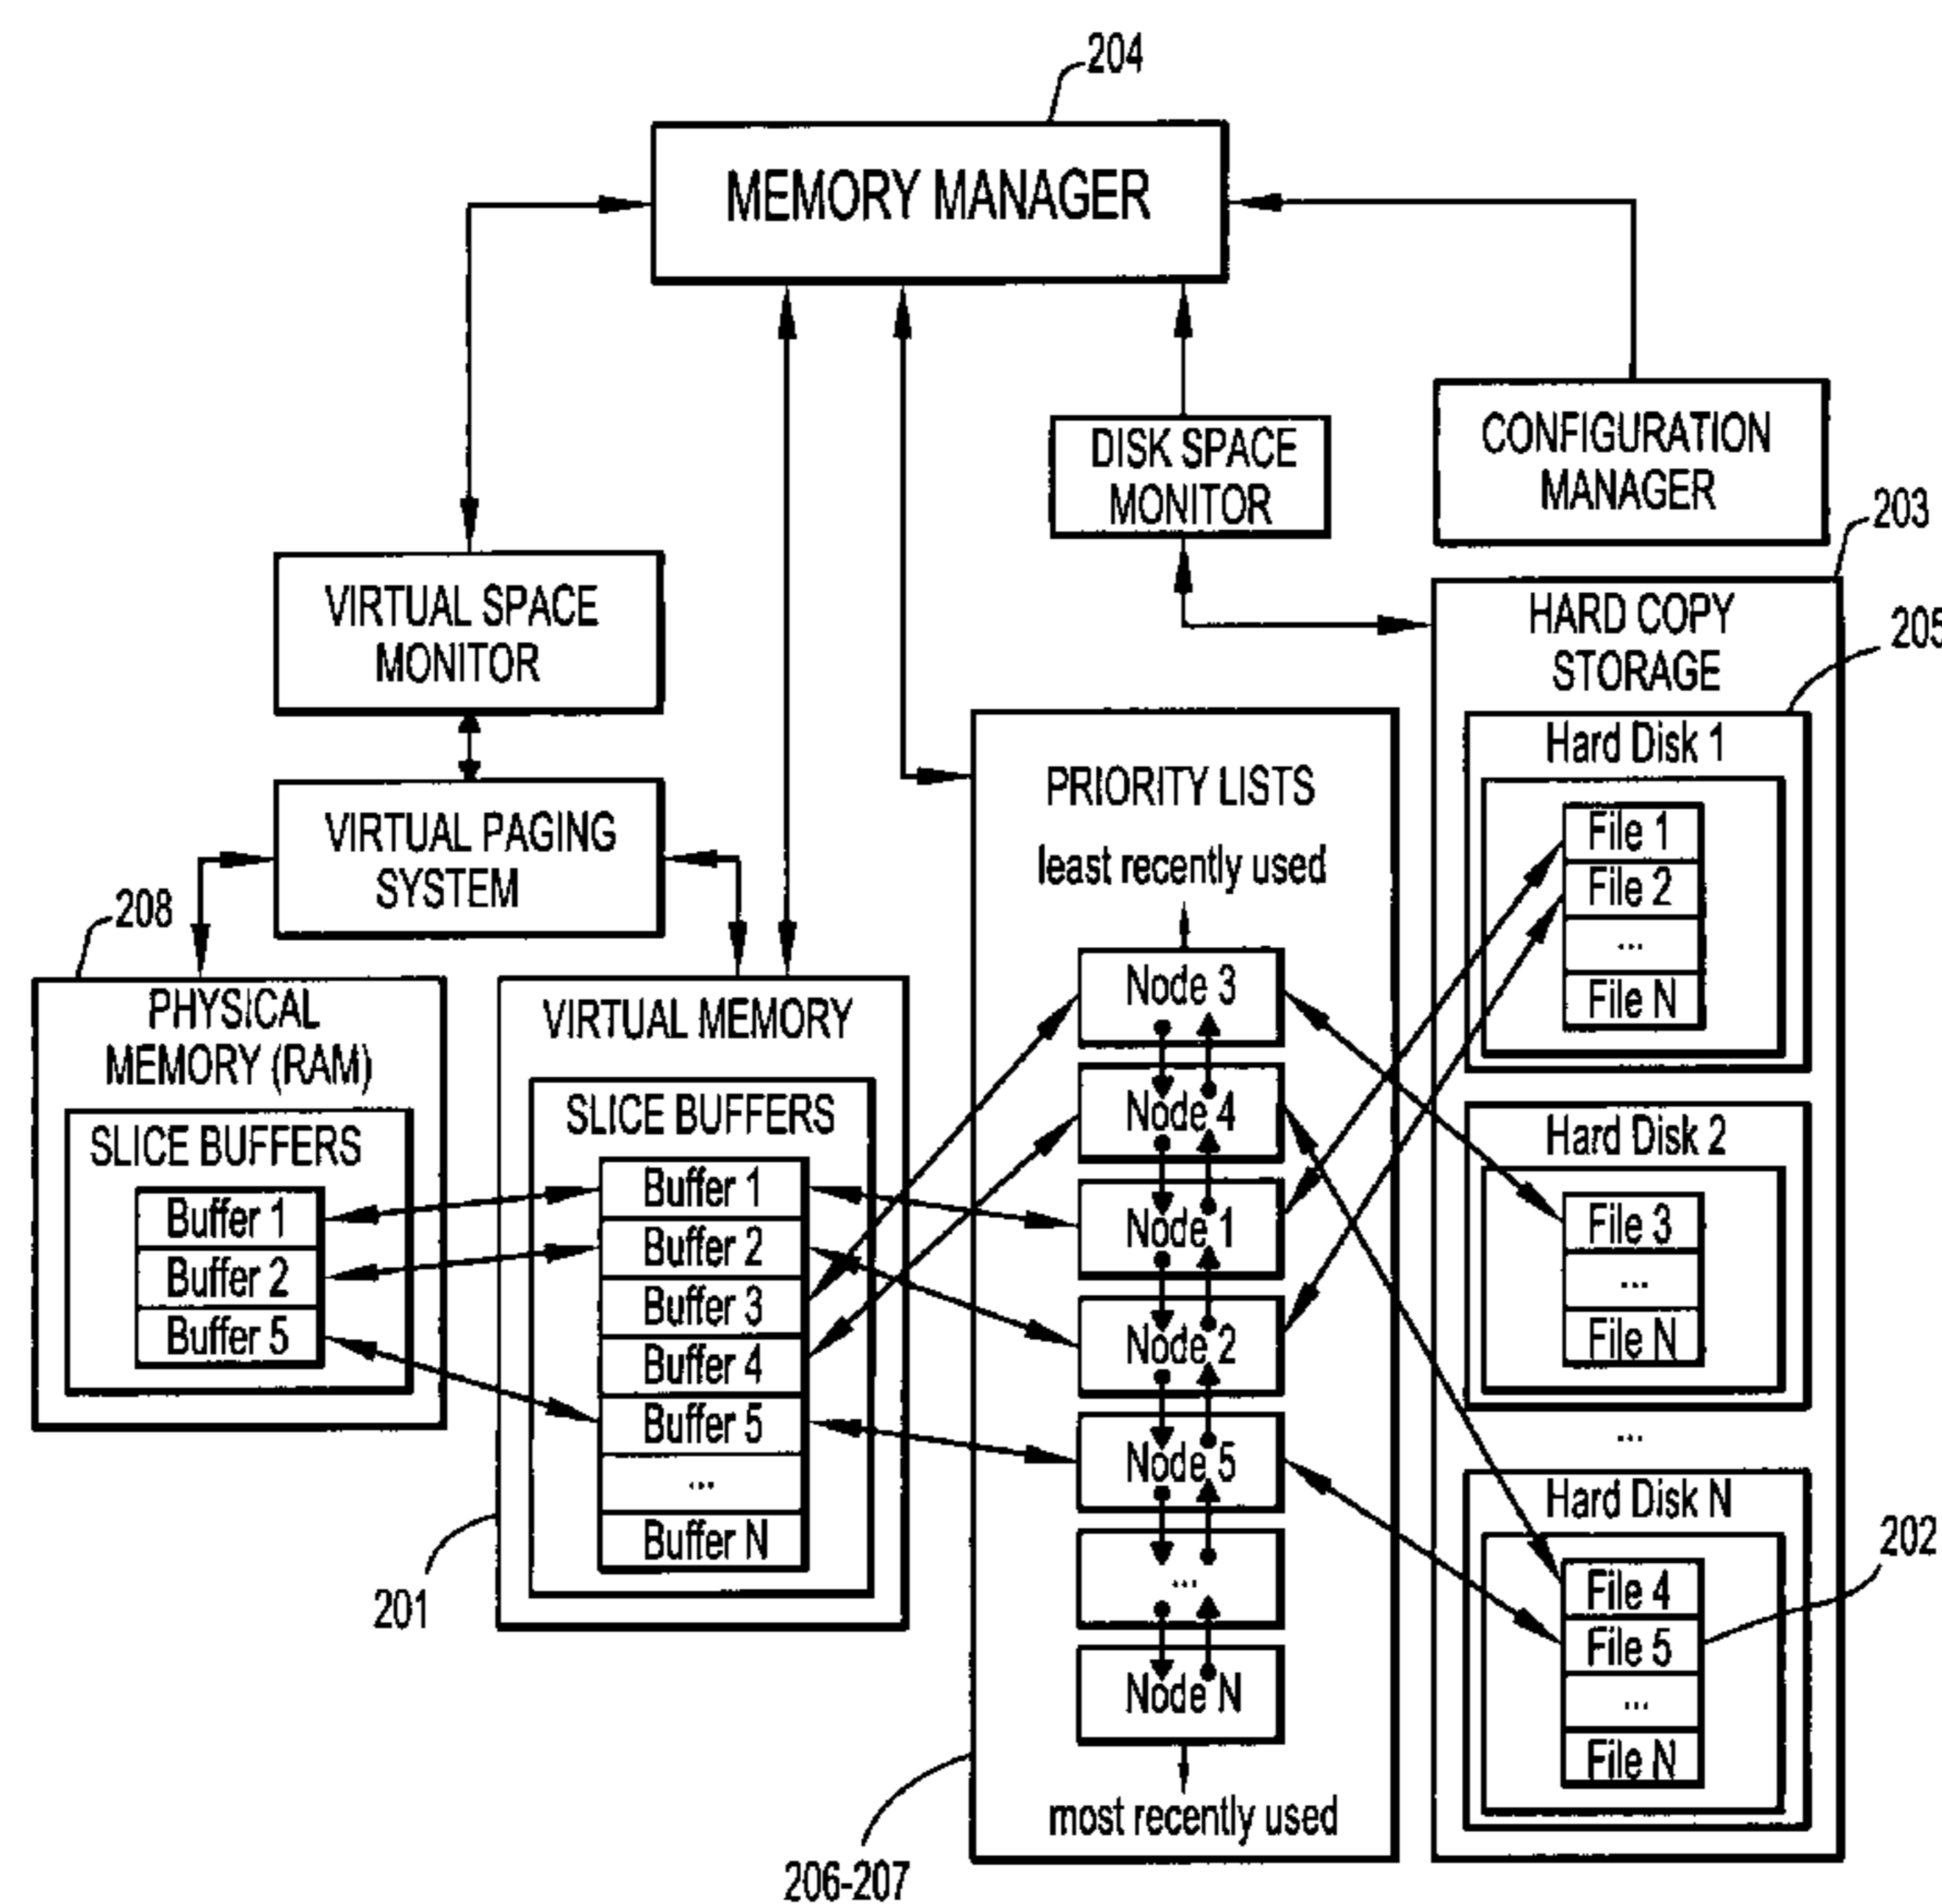 204
MEMORY MANAGER
DISK SPACE
MONITOR
CONFIGURATION
MANAGER
203
VIRTUAL SPACE
MONITOR
HARD COPY
STORAGE
205
Hard Disk 1
File 1
File 2
...
File N
VIRTUAL PAGING
SYSTEM
208
PHYSICAL
MEMORY (RAM)
SLICE BUFFERS
Buffer 1
Buffer 2
Buffer 5
VIRTUAL MEMORY
SLICE BUFFERS
Buffer 1
Buffer 2
Buffer 3
Buffer 4
Buffer 5
...
Buffer N
201
PRIORITY LISTS
least recently used
Node 3
Node 4
Node 1
Node 2
Node 5
...
Node N
most recently used
206-207
Hard Disk 2
File 3
...
File N
...
Hard Disk N
File 4
File 5
...
File N
202